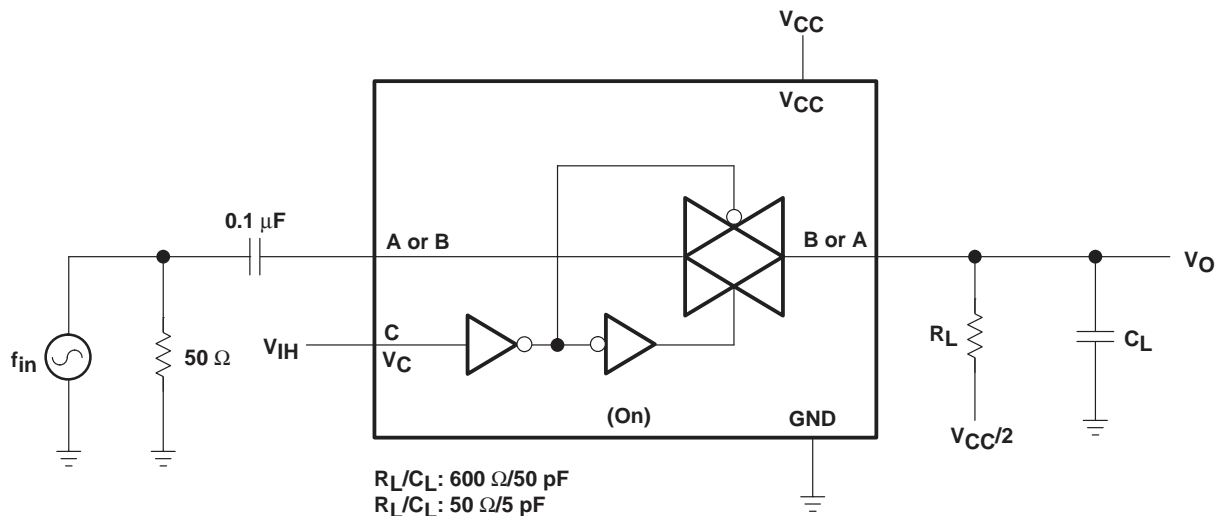 VCC
VCC
0.1 μF
A or B
B or A
VO
fin
50 Ω
VIH
C
VC
RL
CL
(On)
GND
VCC/2
RL/CL: 600 Ω/50 pF
RL/CL: 50 Ω/5 pF